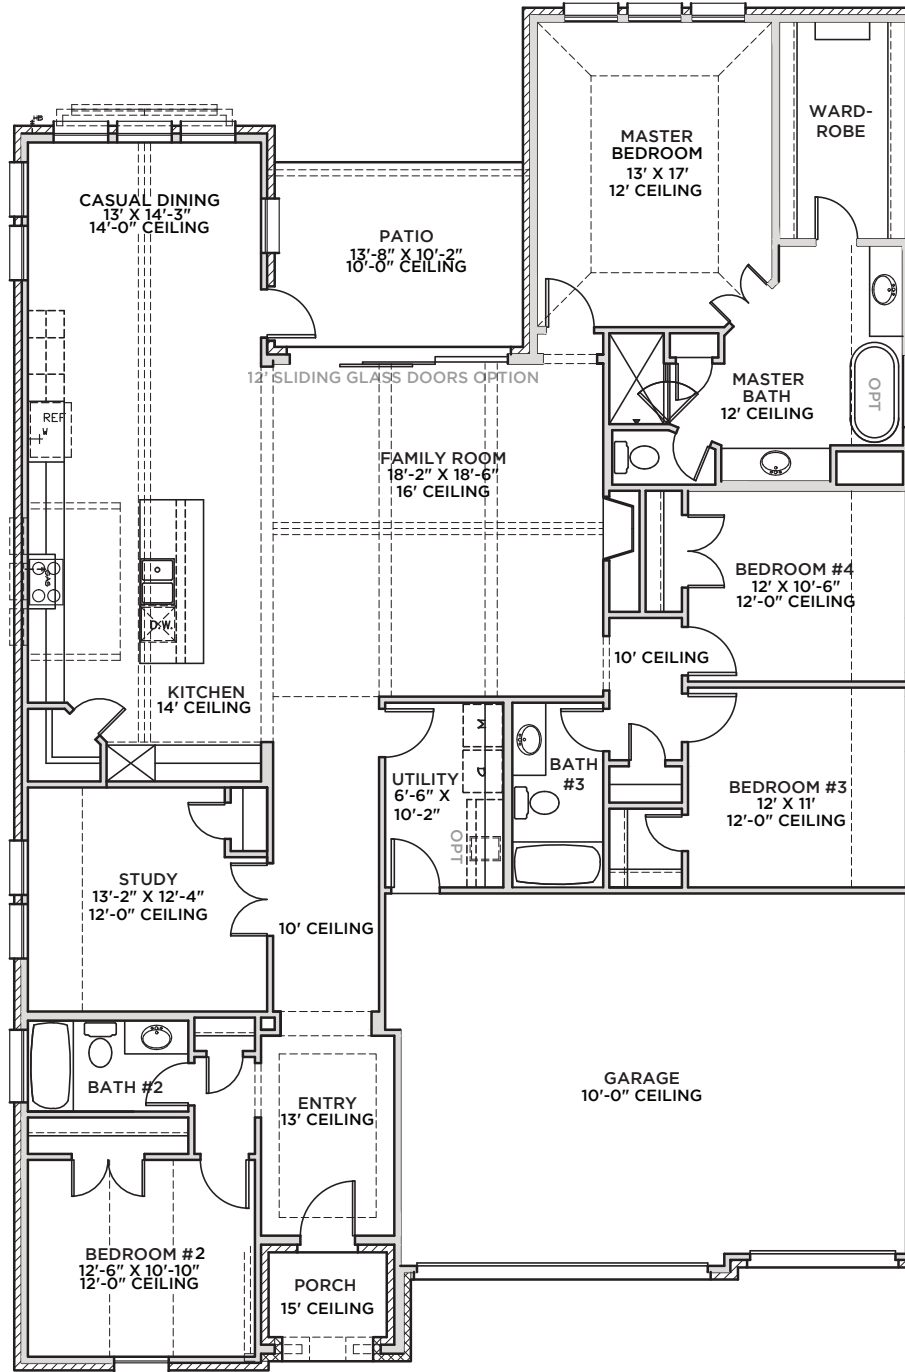 HB
CASUAL DINING
13' X 14'-3"
14'-0" CEILING
PATIO
13'-8" X 10'-2"
10'-0" CEILING
MASTER
BEDROOM
13' X 17'
12' CEILING
WARD-
ROBE
12' SLIDING GLASS DOORS OPTION
MASTER
BATH
12' CEILING
OPT
REF
W
FAMILY ROOM
18'-2" X 18'-6"
16' CEILING
GAS
D.W.
KITCHEN
14' CEILING
BEDROOM #4
12' X 10'-6"
12'-0" CEILING
10' CEILING
UTILITY
6'-6" X
10'-2"
W
D
OPT
BATH
#3
BEDROOM #3
12' X 11'
12'-0" CEILING
STUDY
13'-2" X 12'-4"
12'-0" CEILING
10' CEILING
BATH #2
ENTRY
13' CEILING
GARAGE
10'-0" CEILING
BEDROOM #2
12'-6" X 10'-10"
12'-0" CEILING
PORCH
15' CEILING